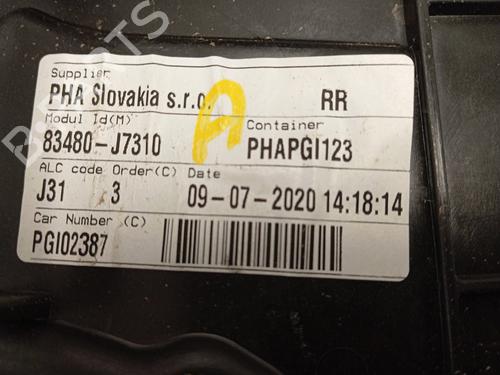 Supplier
PHA Slovakia s.r.o.
RR
A
Modul Id(M)
Container
83480-J7310
PHAPGI123
ALC code Order(C) Date
J31 3 09-07-2020 14:18:14
Car Number (C)
PGI02387